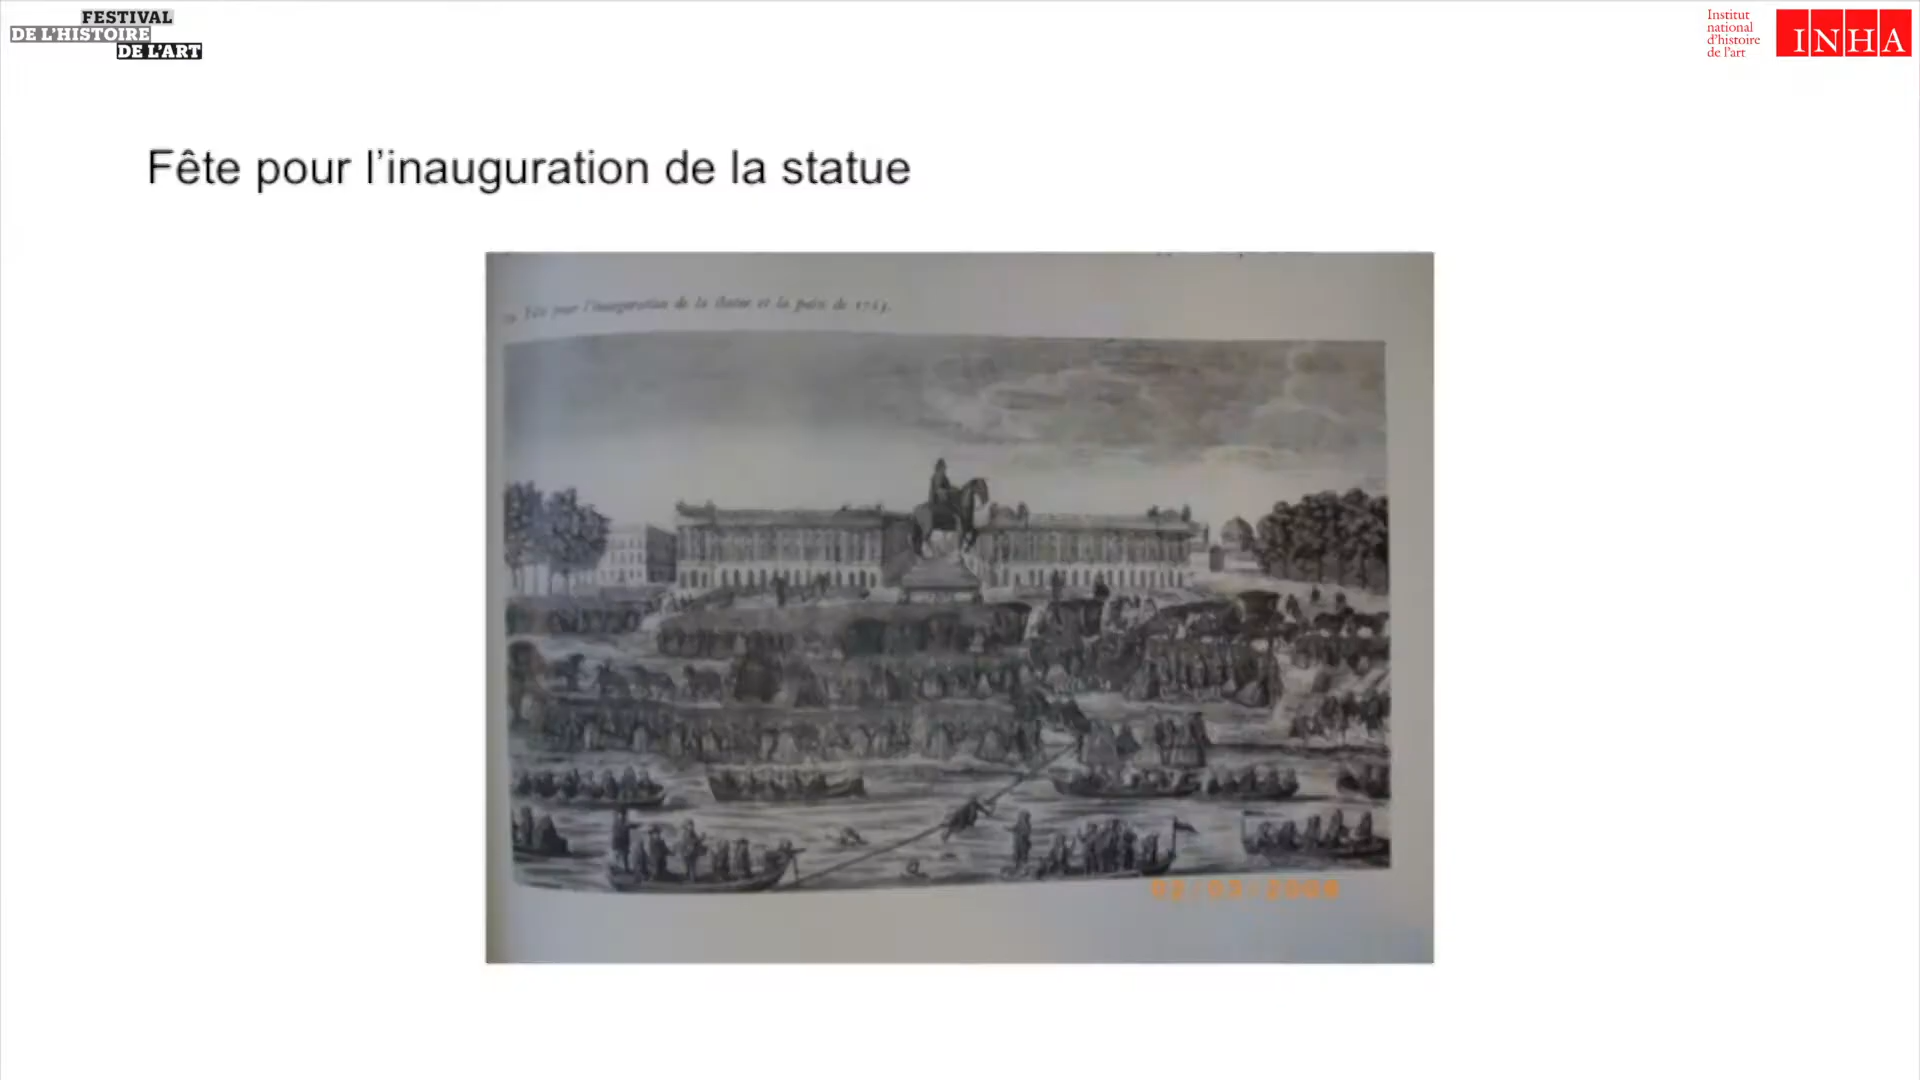 FESTIVAL
DE L'HISTOIRE
DE L'ART
Institut
national
d'histoire
de l'art
INHA
Fête pour l’inauguration de la statue
Fête pour l'inauguration de la statue et la paix de 1763.